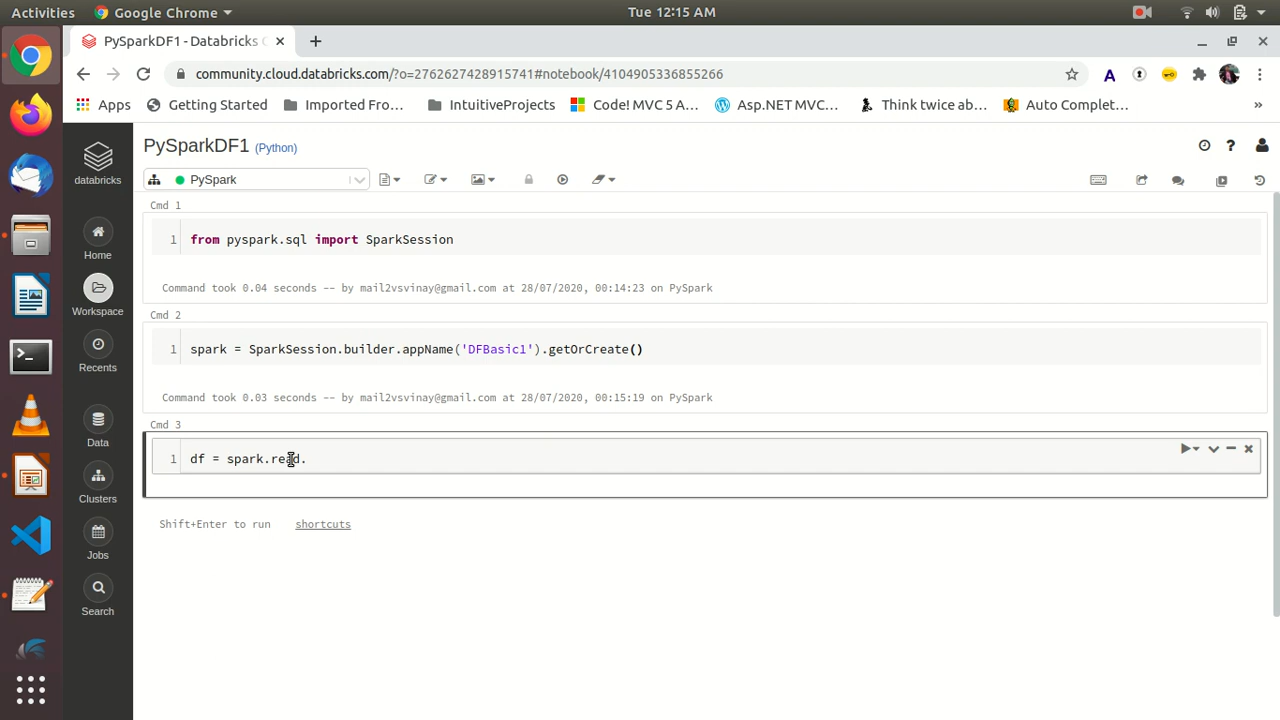 Activities Google Chrome Tue 12:15 AM
PySparkDF1 - Databricks
community.cloud.databricks.com/?o=2762627428915741#notebook/4104905336855266
Apps Getting Started Imported Fro... IntuitiveProjects Code! MVC 5 A... Asp.NET MVC... Think twice ab... Auto Complet... »
databricks
Home
Workspace
Recents
Data
Clusters
Jobs
Search
PySparkDF1 (Python)
PySpark
Cmd 1
1 from pyspark.sql import SparkSession
Command took 0.04 seconds -- by mail2vsvinay@gmail.com at 28/07/2020, 00:14:23 on PySpark
Cmd 2
1 spark = SparkSession.builder.appName('DFBasic1').getOrCreate()
Command took 0.03 seconds -- by mail2vsvinay@gmail.com at 28/07/2020, 00:15:19 on PySpark
Cmd 3
1 df = spark.read.
Shift+Enter to run shortcuts